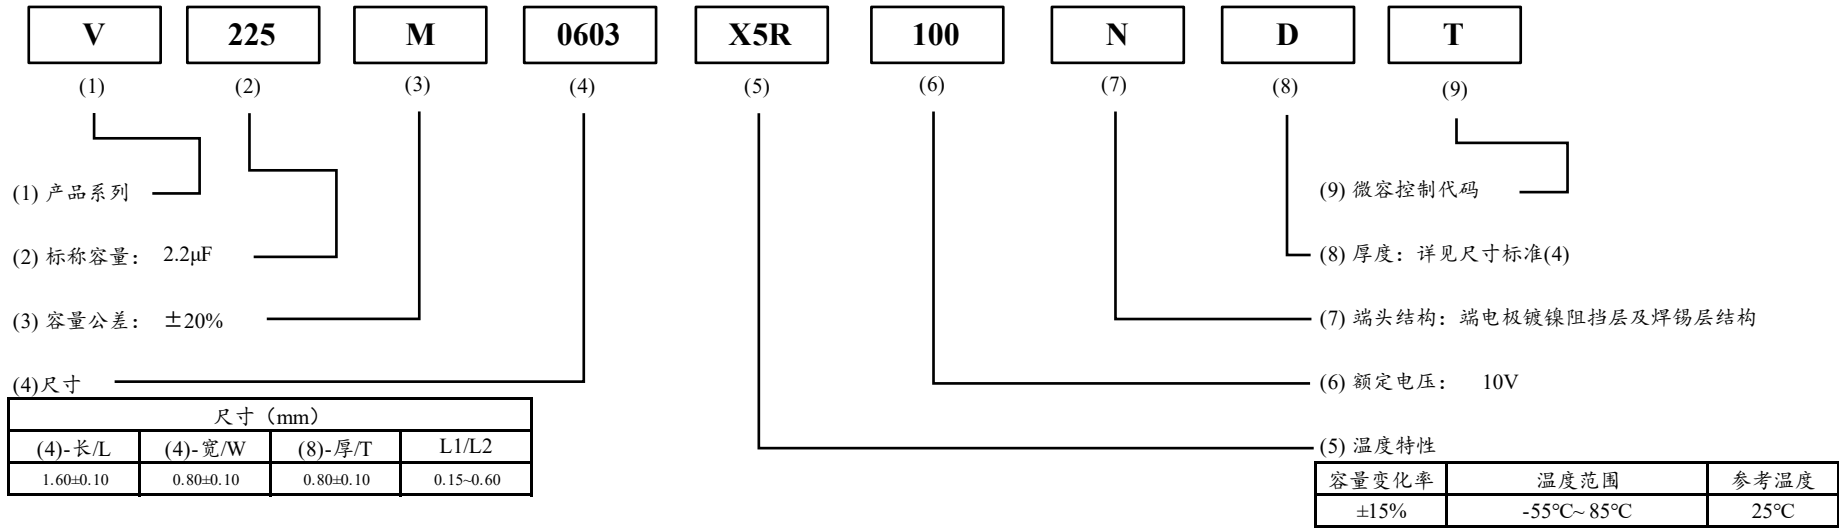 V 225 M 0603 X5R 100 N D T
(1) (2) (3) (4) (5) (6) (7) (8) (9)
(1) 产品系列
(2) 标称容量： 2.2μF
(3) 容量公差： ±20%
(4)尺寸
尺寸（mm）
(4)-长/L (4)-宽/W (8)-厚/T L1/L2
1.60±0.10 0.80±0.10 0.80±0.10 0.15~0.60
(9) 微容控制代码
(8) 厚度：详见尺寸标准(4)
(7) 端头结构：端电极镀镍阻挡层及焊锡层结构
(6) 额定电压： 10V
(5) 温度特性
容量变化率 温度范围 参考温度
±15% -55℃~ 85℃ 25℃